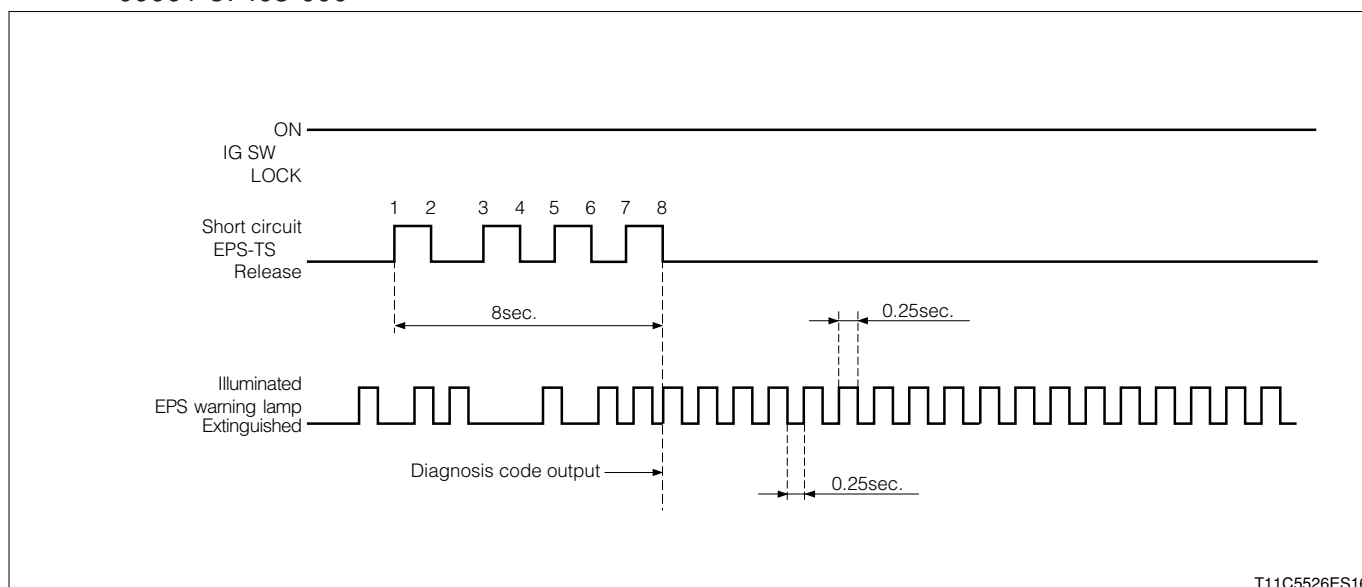 ON
IG SW
LOCK
1 2 3 4 5 6 7 8
Short circuit
EPS-TS
Release
8sec.
0.25sec.
Illuminated
EPS warning lamp
Extinguished
Diagnosis code output
0.25sec.
T11C5526ES16